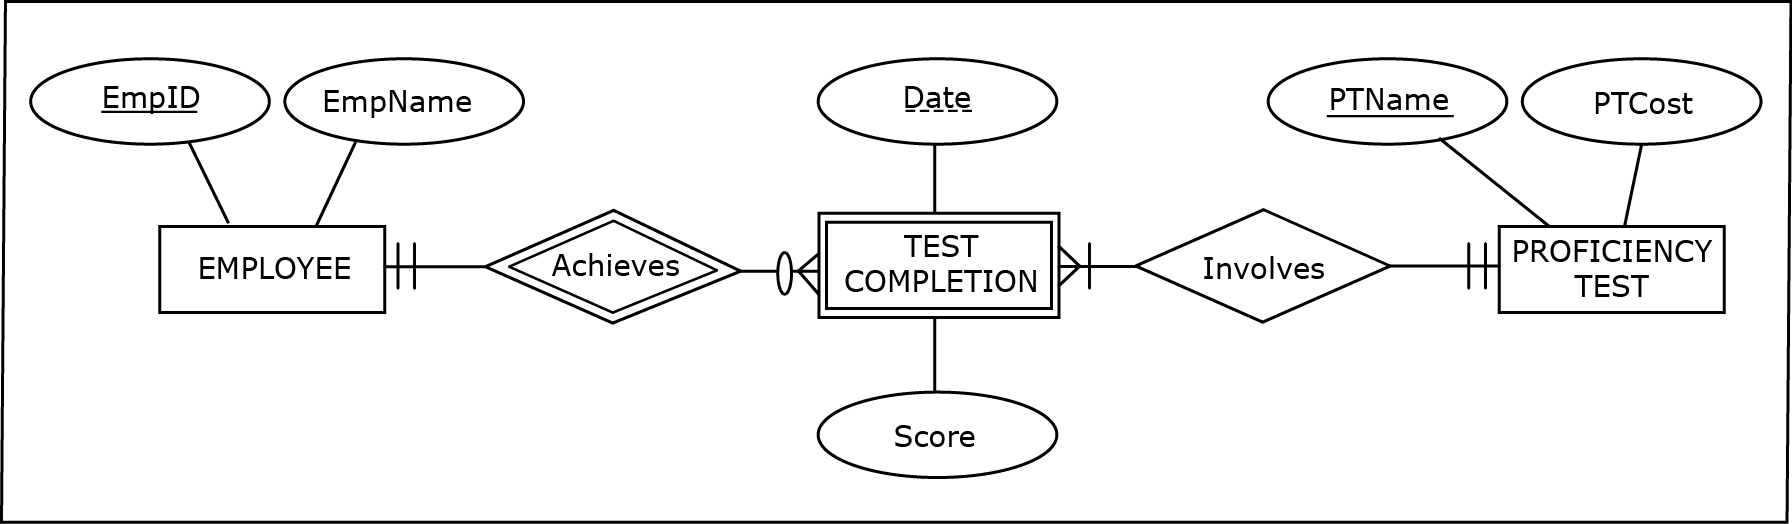 EmpID
EmpName
Date
PTName
PTCost
EMPLOYEE
Achieves
TEST
COMPLETION
Involves
PROFICIENCY
TEST
Score